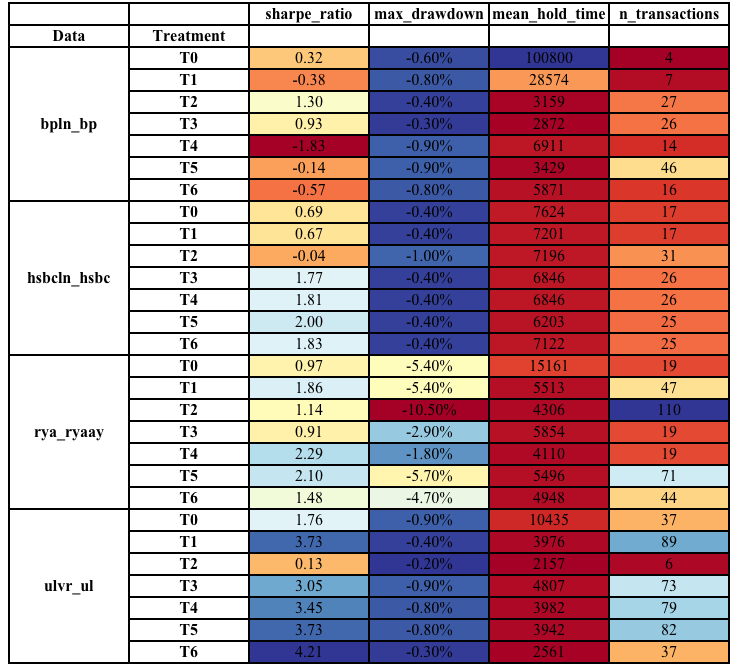 sharpe_ratio max_drawdown mean_hold_time n_transactions
Data Treatment
bpln_bp T0 0.32 -0.60% 100800 4
T1 -0.38 -0.80% 28574 7
T2 1.30 -0.40% 3159 27
T3 0.93 -0.30% 2872 26
T4 -1.83 -0.90% 6911 14
T5 -0.14 -0.90% 3429 46
T6 -0.57 -0.80% 5871 16
hsbcln_hsbc T0 0.69 -0.40% 7624 17
T1 0.67 -0.40% 7201 17
T2 -0.04 -1.00% 7196 31
T3 1.77 -0.40% 6846 26
T4 1.81 -0.40% 6846 26
T5 2.00 -0.40% 6203 25
T6 1.83 -0.40% 7122 25
rya_ryaay T0 0.97 -5.40% 15161 19
T1 1.86 -5.40% 5513 47
T2 1.14 -10.50% 4306 110
T3 0.91 -2.90% 5854 19
T4 2.29 -1.80% 4110 19
T5 2.10 -5.70% 5496 71
T6 1.48 -4.70% 4948 44
ulvr_ul T0 1.76 -0.90% 10435 37
T1 3.73 -0.40% 3976 89
T2 0.13 -0.20% 2157 6
T3 3.05 -0.90% 4807 73
T4 3.45 -0.80% 3982 79
T5 3.73 -0.80% 3942 82
T6 4.21 -0.30% 2561 37